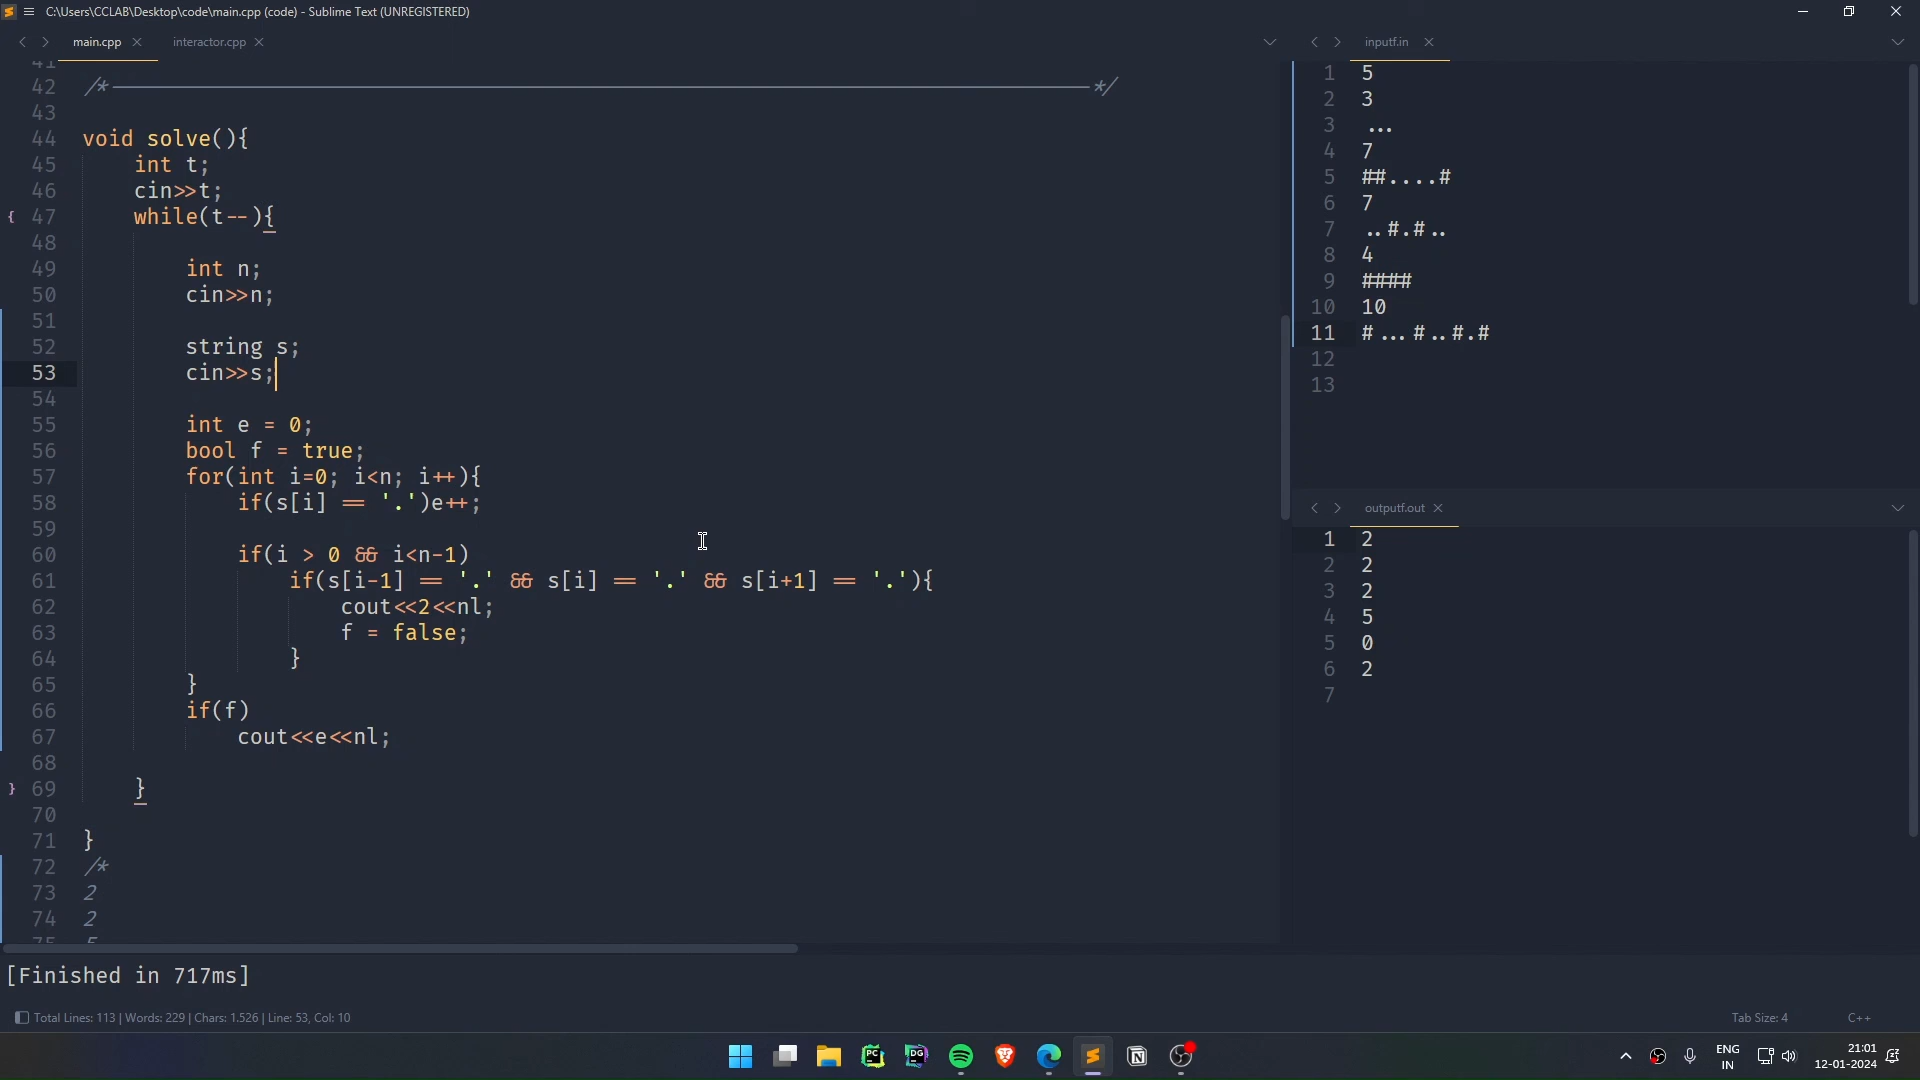 C:\Users\CCLAB\Desktop\code\main.cpp (code) - Sublime Text (UNREGISTERED)
main.cpp
interactor.cpp
41
42 /*------------------------------------------------------------------------*/
43
44 void solve(){
45 int t;
46 cin>>t;
{ 47 while(t--){
48
49 int n;
50 cin>>n;
51
52 string s;
53 cin>>s;
54
55 int e = 0;
56 bool f = true;
57 for(int i=0; i<n; i++){
58 if(s[i] == '.')e++;
59
60 if(i > 0 && i<n-1)
61 if(s[i-1] == '.' && s[i] == '.' && s[i+1] == '.'){
62 cout<<2<<nl;
63 f = false;
64 }
65 }
66 if(f)
67 cout<<e<<nl;
68
} 69 }
70
71 }
72 /*
73 2
74 2
75 5
inputf.in
1 5
2 3
3 ...
4 7
5 ##....#
6 7
7 ..#.#..
8 4
9 ####
10 10
11 #...#..#.#
12
13
outputf.out
1 2
2 2
3 2
4 5
5 0
6 2
7
[Finished in 717ms]
Total Lines: 113 | Words: 229 | Chars: 1.526 | Line: 53, Col: 10
Tab Size: 4
C++
PC
DG
ENG
IN
21:01
12-01-2024